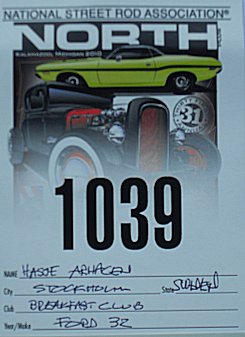 NATIONAL STREET ROD ASSOCIATION®
NORTH
KALAMAZOO, MICHIGAN 2010
31
1039
NAME HASSE ARHAGEN
City STOCKHOLM State SWEDEN
Club BREAKFAST CLUB
Year/Make FORD 32